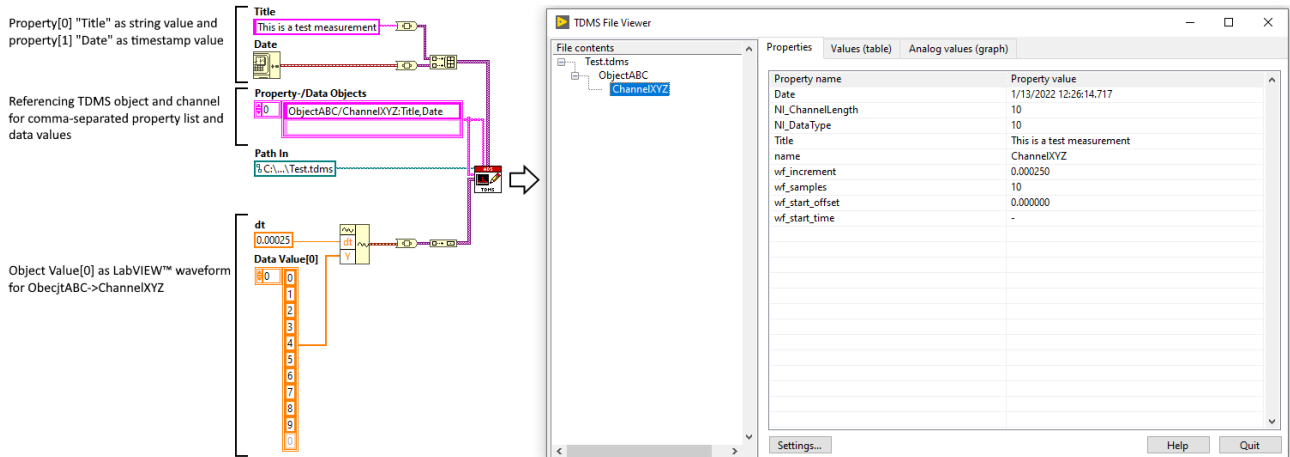 Property[0] "Title" as string value and
property[1] "Date" as timestamp value
Title
This is a test measurement
Date
Referencing TDMS object and channel
for comma-separated property list and
data values
Property-/Data Objects
0
ObjectABC/ChannelXYZ:Title,Date
Path In
C:\...\Test.tdms
ADS
TDMS
Object Value[0] as LabVIEW™ waveform
for ObecjtABC->ChannelXYZ
dt
0.00025
dt
Y
Data Value[0]
0
0
1
2
3
4
5
6
7
8
9
0
TDMS File Viewer
File contents
Test.tdms
ObjectABC
ChannelXYZ
Properties
Values (table)
Analog values (graph)
Property name Property value
Date 1/13/2022 12:26:14.717
NI_ChannelLength 10
NI_DataType 10
Title This is a test measurement
name ChannelXYZ
wf_increment 0.000250
wf_samples 10
wf_start_offset 0.000000
wf_start_time -
Settings...
Help
Quit